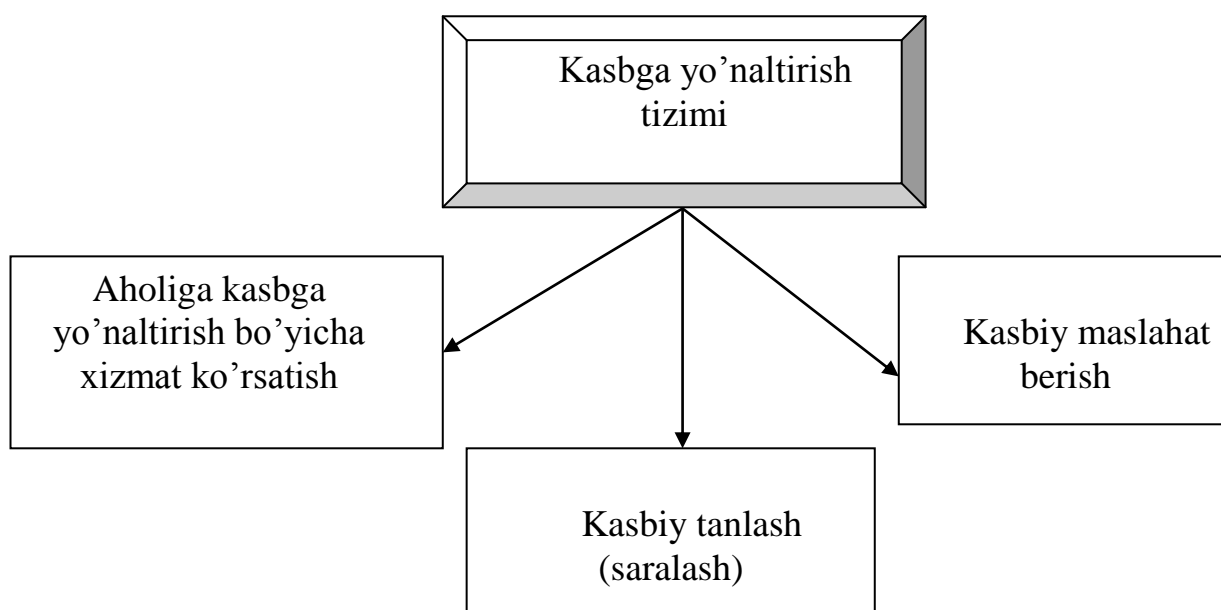 Kasbga yo’naltirish
tizimi
Aholiga kasbga
yo’naltirish bo’yicha
xizmat ko’rsatish
Kasbiy maslahat
berish
Kasbiy tanlash
(saralash)